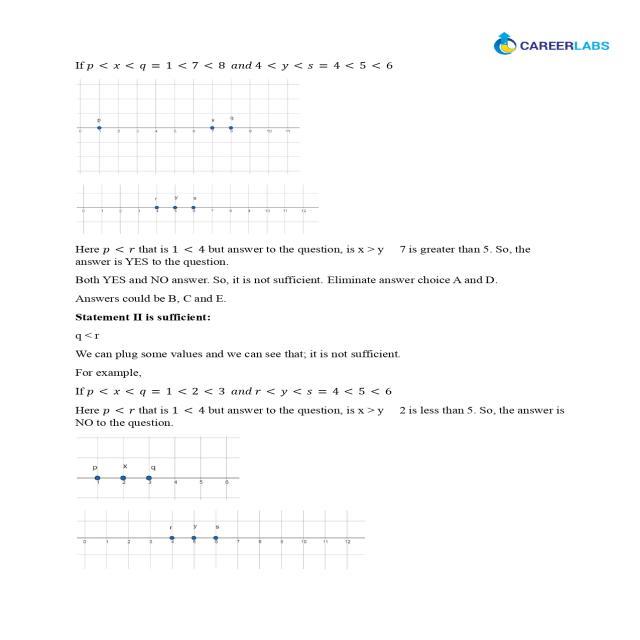 CAREERLABS
If p < x < q = 1 < 7 < 8 and 4 < y < s = 4 < 5 < 6
p x q
0 1 2 3 4 5 6 7 8 9 10 11
r y s
0 1 2 3 4 5 6 7 8 9 10 11 12
Here p < r that is 1 < 4 but answer to the question, is x > y 7 is greater than 5. So, the
answer is YES to the question.
Both YES and NO answer. So, it is not sufficient. Eliminate answer choice A and D.
Answers could be B, C and E.
Statement II is sufficient:
q < r
We can plug some values and we can see that; it is not sufficient.
For example,
If p < x < q = 1 < 2 < 3 and r < y < s = 4 < 5 < 6
Here p < r that is 1 < 4 but answer to the question, is x > y 2 is less than 5. So, the answer is
NO to the question.
p x q
1 2 3 4 5 6
r y s
0 1 2 3 4 5 6 7 8 9 10 11 12